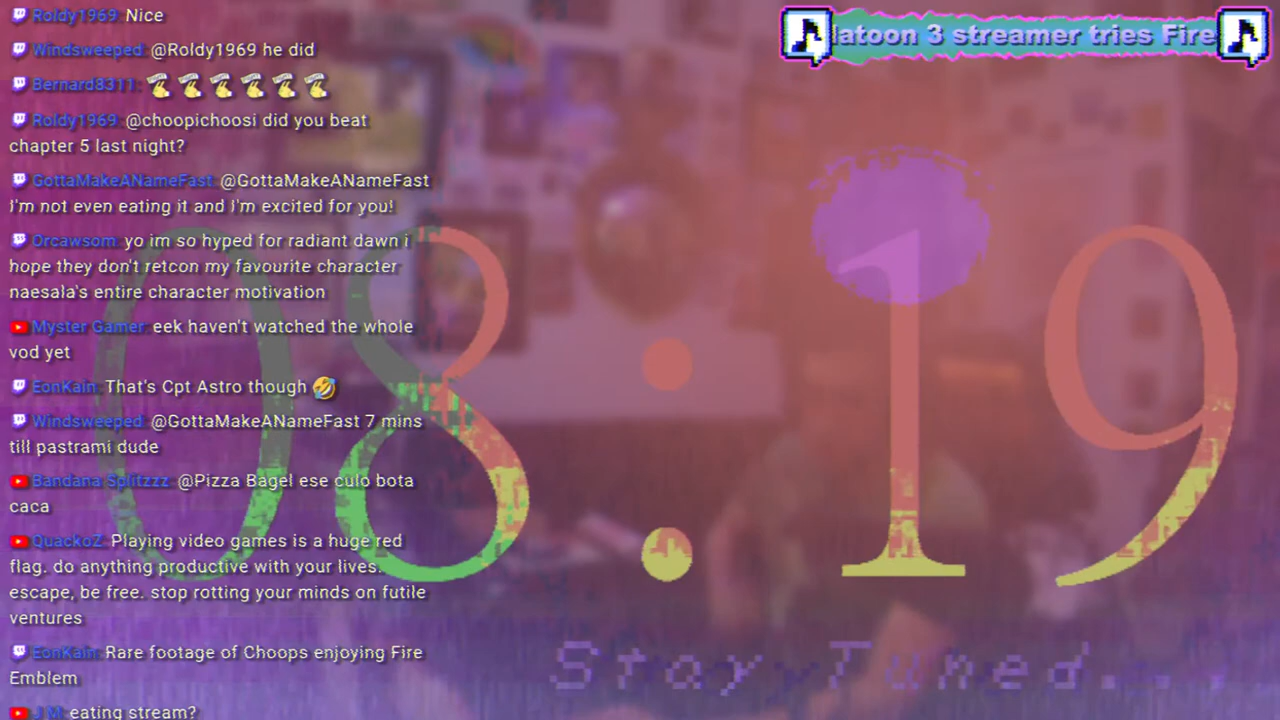 Roldy1969: Nice
Windsweeped: @Roldy1969 he did
Bernard8311:
Roldy1969: @choopichoosi did you beat
chapter 5 last night?
GottaMakeANameFast: @GottaMakeANameFast
I'm not even eating it and I'm excited for you!
Orcawsom: yo im so hyped for radiant dawn i
hope they don't retcon my favourite character
naesala's entire character motivation
Myster Gamer: eek haven't watched the whole
vod yet
EonKain: That's Cpt Astro though 🤣
Windsweeped: @GottaMakeANameFast 7 mins
till pastrami dude
Bandana Splitzzz: @Pizza Bagel ese culo bota
caca
QuackoZ: Playing video games is a huge red
flag. do anything productive with your lives.
escape, be free. stop rotting your minds on futile
ventures
EonKain: Rare footage of Choops enjoying Fire
Emblem
J M: eating stream?
latoon 3 streamer tries Fire
08:19
Stay Tuned...